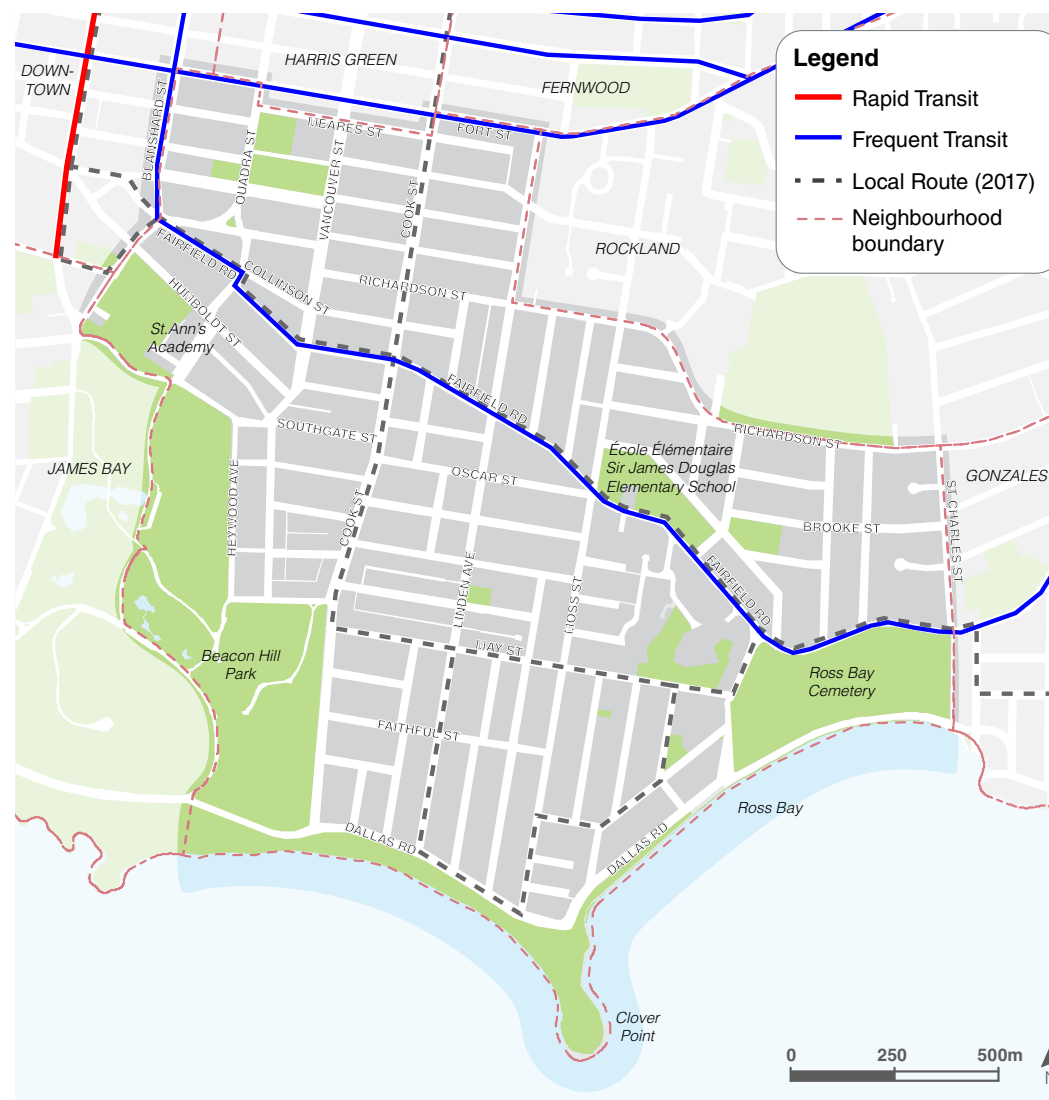 HARRIS GREEN
DOWN-
TOWN
FERNWOOD
Legend
Rapid Transit
Frequent Transit
Local Route (2017)
Neighbourhood
boundary
BLANSHARD ST
QUADRA ST
MEARES ST
FORT ST
VANCOUVER ST
COOK ST
ROCKLAND
FAIRFIELD RD
COLLINSON ST
RICHARDSON ST
HUMBOLDT ST
St.Ann's
Academy
FAIRFIELD RD
SOUTHGATE ST
RICHARDSON ST
École Élémentaire
Sir James Douglas
Elementary School
JAMES BAY
OSCAR ST
GONZALES
HEYWOOD AVE
COOK ST
BROOKE ST
ST CHARLES ST
LINDEN AVE
MOSS ST
FAIRFIELD RD
MAY ST
Beacon Hill
Park
Ross Bay
Cemetery
FAITHFUL ST
Ross Bay
DALLAS RD
DALLAS RD
Clover
Point
0 250 500m
N